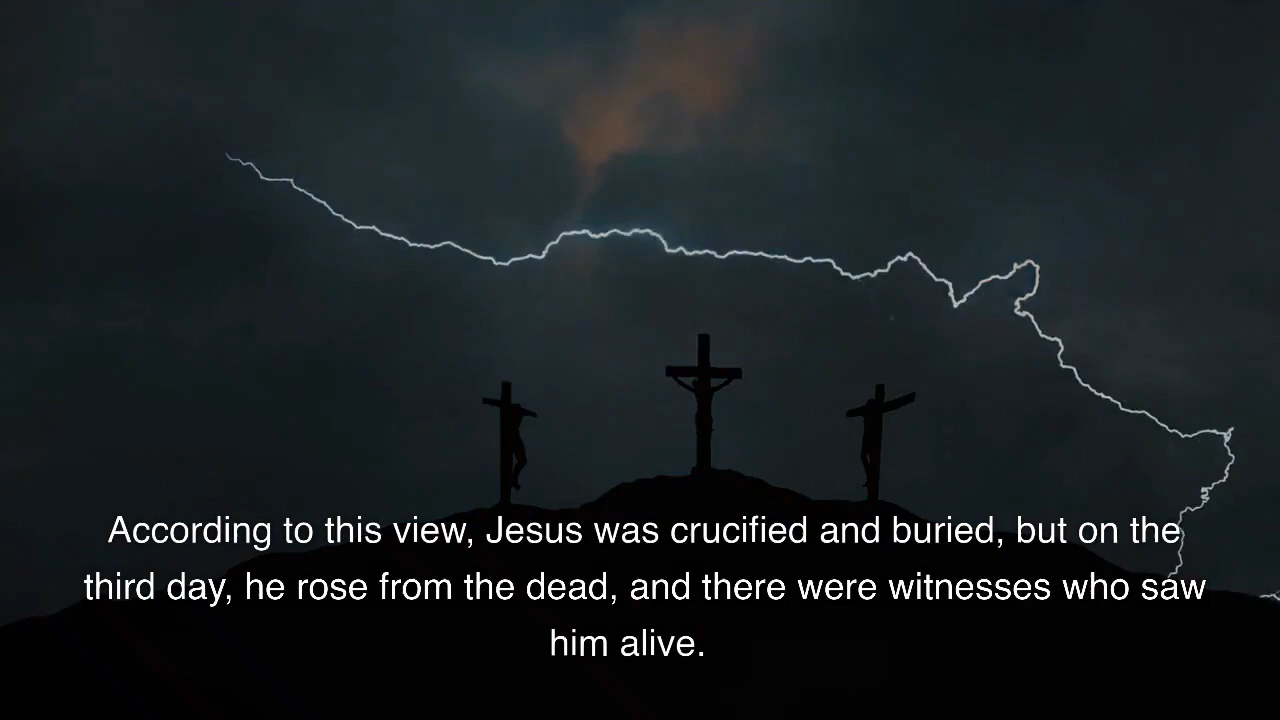 According to this view, Jesus was crucified and buried, but on the
third day, he rose from the dead, and there were witnesses who saw
him alive.